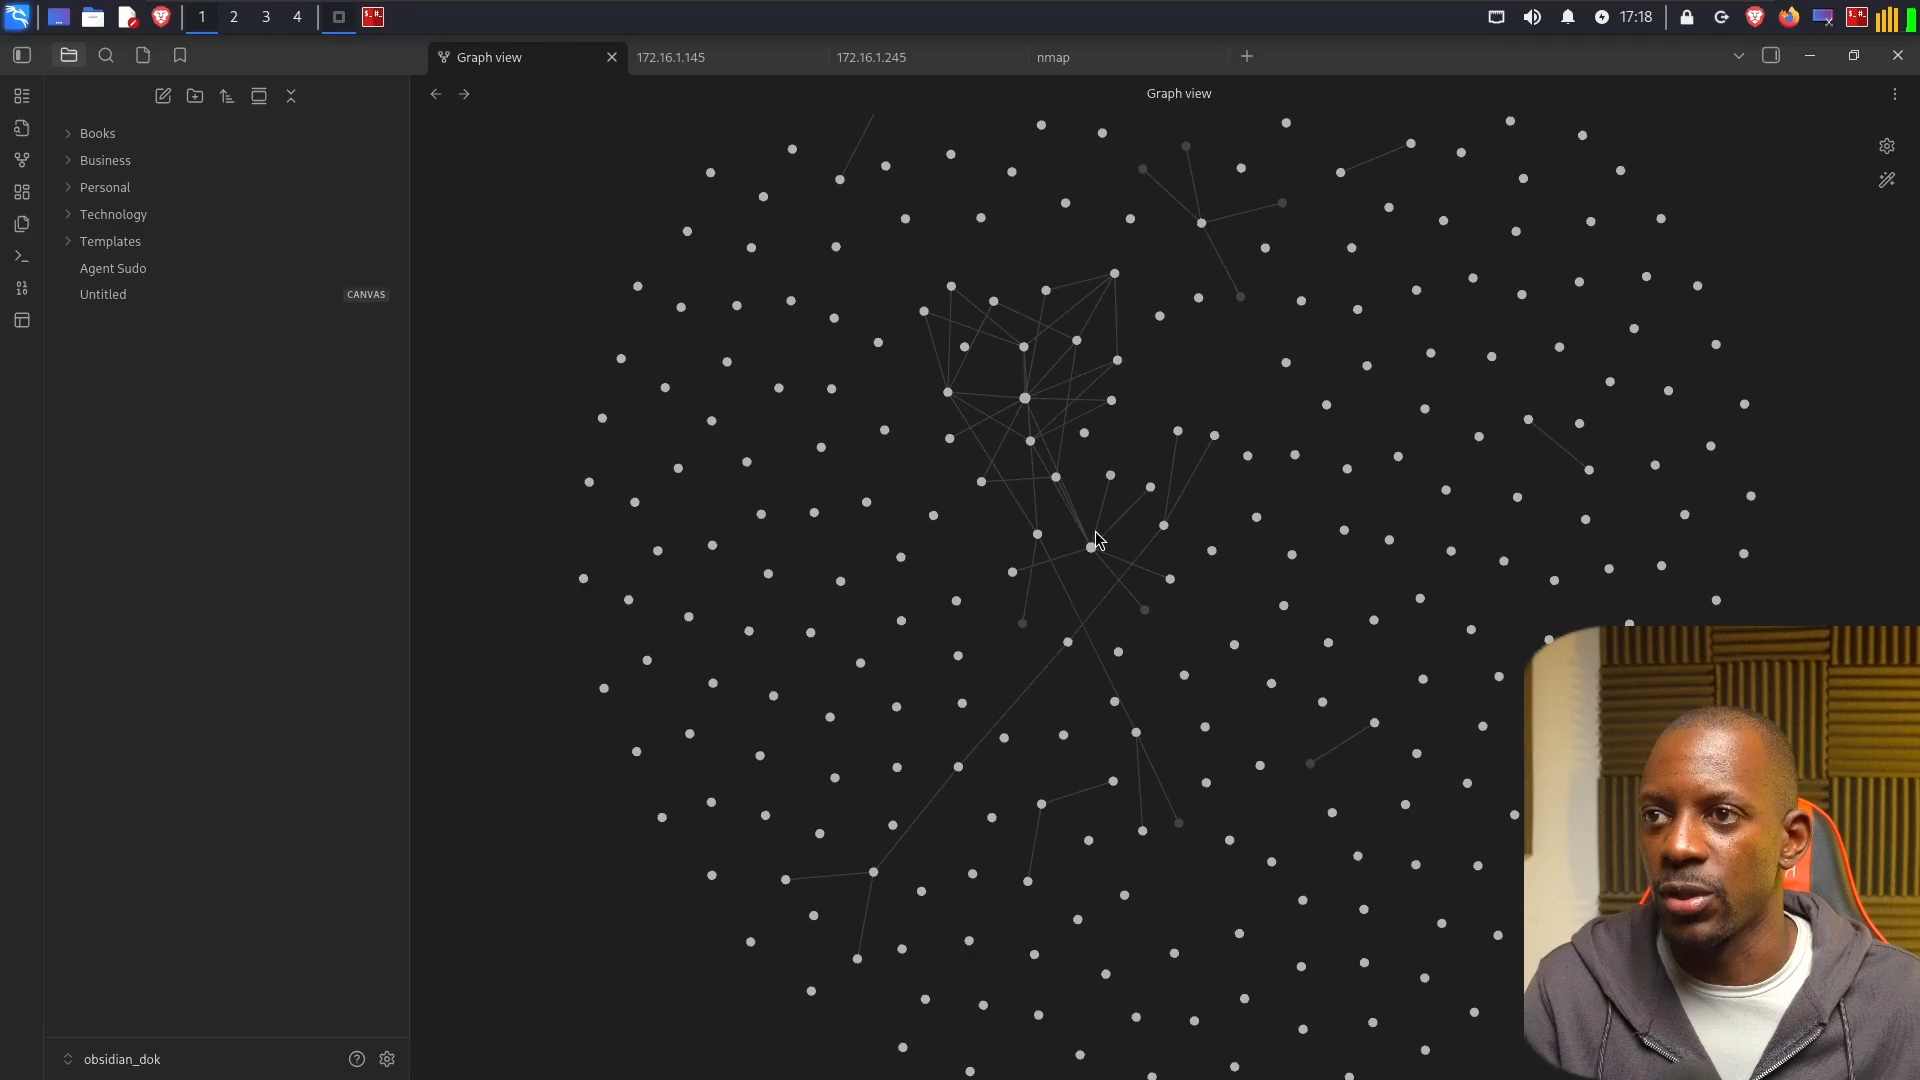 1 2 3 4
17:18
Graph view
172.16.1.145
172.16.1.245
nmap
Graph view
Books
Business
Personal
Technology
Templates
Agent Sudo
Untitled
CANVAS
obsidian_dok